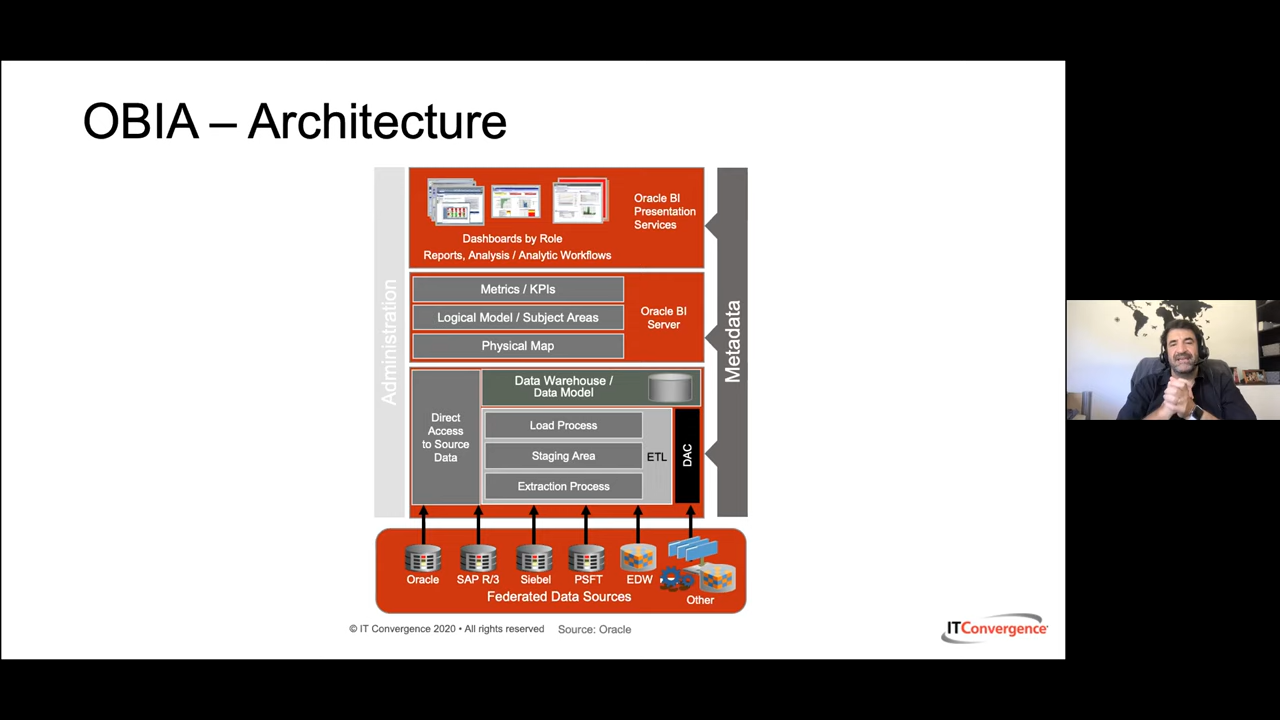 OBIA – Architecture
Administration
Metadata
Oracle BI
Presentation
Services
Dashboards by Role
Reports, Analysis / Analytic Workflows
Metrics / KPIs
Logical Model / Subject Areas
Physical Map
Oracle BI
Server
Data Warehouse /
Data Model
Direct
Access
to Source
Data
Load Process
Staging Area
Extraction Process
ETL
DAC
Oracle
SAP R/3
Siebel
PSFT
EDW
Other
Federated Data Sources
© IT Convergence 2020 • All rights reserved
Source: Oracle
ITConvergence